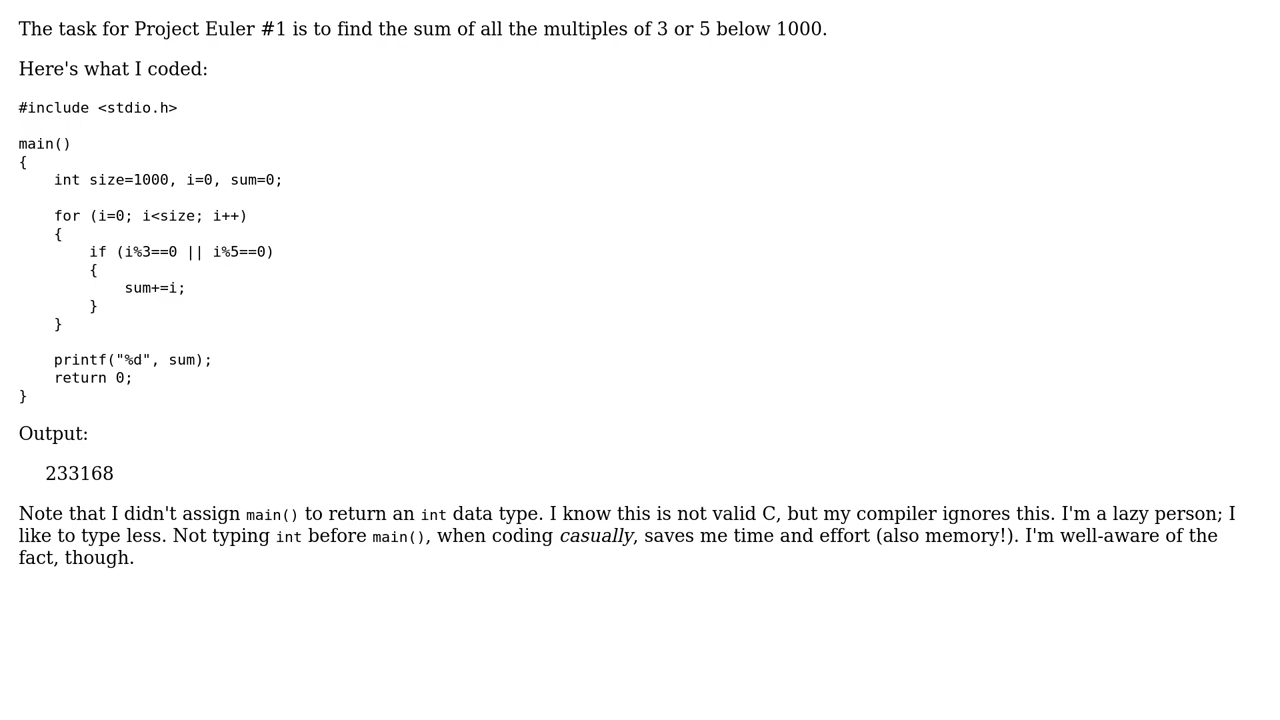 The task for Project Euler #1 is to find the sum of all the multiples of 3 or 5 below 1000.
Here's what I coded:
#include <stdio.h>
main()
{
    int size=1000, i=0, sum=0;
    for (i=0; i<size; i++)
    {
        if (i%3==0 || i%5==0)
        {
            sum+=i;
        }
    }
    printf("%d", sum);
    return 0;
}
Output:
233168
Note that I didn't assign main() to return an int data type. I know this is not valid C, but my compiler ignores this. I'm a lazy person; I
like to type less. Not typing int before main(), when coding casually, saves me time and effort (also memory!). I'm well-aware of the
fact, though.